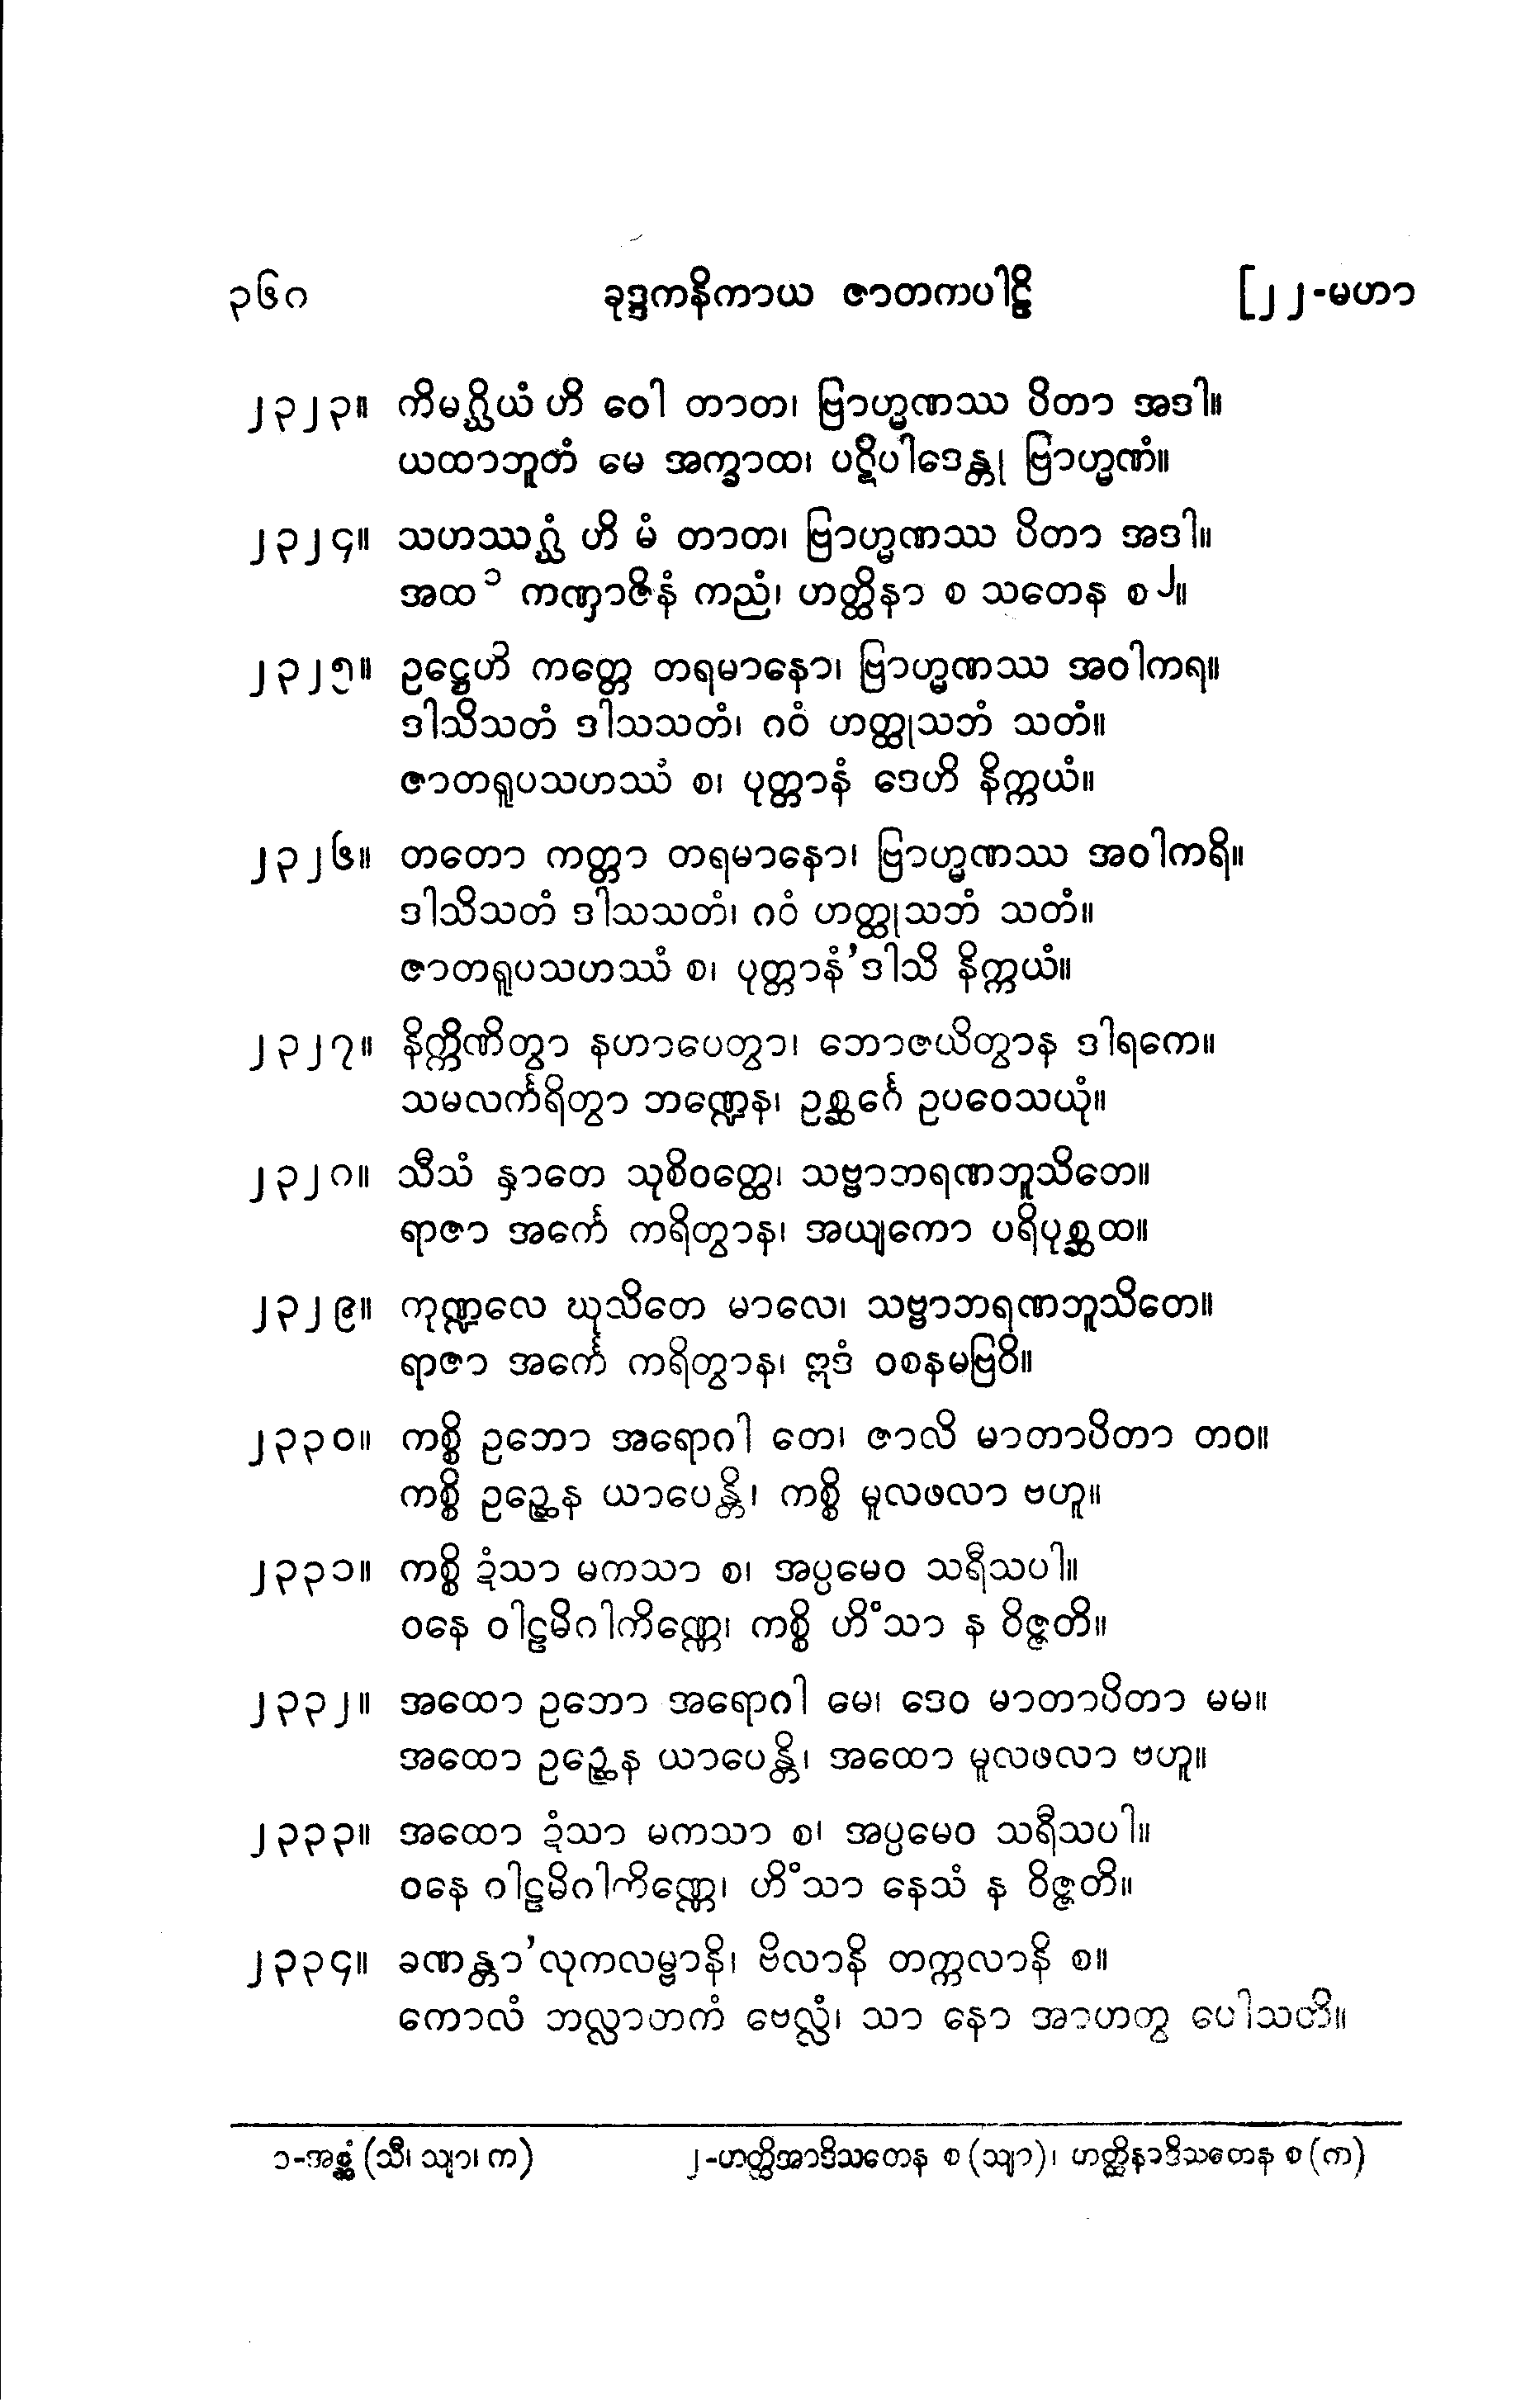 ၃၆၈ ခုဒ္ဒကနိကာယ ဇာတကပါဠိ [၂၂-မဟာ
၂၃၂၃။ ကိမဂ္ဃိယံ ဟိ ဝေါ တာတ၊ ဗြာဟ္မဏဿ ပိတာ အဒါ။
ယထာဘူတံ မေ အက္ခာထ၊ ပဋိပါဒေန္တု ဗြာဟ္မဏံ။
၂၃၂၄။ သဟဿဂ္ဃံ ဟိ မံ တာတ၊ ဗြာဟ္မဏဿ ပိတာ အဒါ။
အထ ၁ ကဏှာဇိနံ ကညံ၊ ဟတ္ထိနာ စ သတေန စ ၂။
၂၃၂၅။ ဥဋ္ဌေဟိ ကတ္တေ တရမာနော၊ ဗြာဟ္မဏဿ အဝါကရ။
ဒါသိသတံ ဒါသသတံ၊ ဂဝံ ဟတ္ထုသဘံ သတံ။
ဇာတရူပသဟဿံ စ၊ ပုတ္တာနံ ဒေဟိ နိက္ကယံ။
၂၃၂၆။ တတော ကတ္တာ တရမာနော၊ ဗြာဟ္မဏဿ အဝါကရိ။
ဒါသိသတံ ဒါသသတံ၊ ဂဝံ ဟတ္ထုသဘံ သတံ။
ဇာတရူပသဟဿံ စ၊ ပုတ္တာနံ’ဒါသိ နိက္ကယံ။
၂၃၂၇။ နိက္ကိဏိတွာ နဟာပေတွာ၊ ဘောဇယိတွာန ဒါရကေ။
သမလင်္ကရိတွာ ဘဏ္ဍေန၊ ဥစ္ဆင်္ဂေ ဥပဝေသယုံ။
၂၃၂၈။ သီသံ နှာတေ သုစိဝတ္ထေ၊ သဗ္ဗာဘရဏဘူသိတေ။
ရာဇာ အင်္ကေ ကရိတွာန၊ အယျကော ပရိပုစ္ဆထ။
၂၃၂၉။ ကုဏ္ဍလေ ဃုသိတေ မာလေ၊ သဗ္ဗာဘရဏဘူသိတေ။
ရာဇာ အင်္ကေ ကရိတွာန၊ ဣဒံ ဝစနမဗြဝိ။
၂၃၃၀။ ကစ္စိ ဥဘော အရောဂါ တေ၊ ဇာလိ မာတာပိတာ တဝ။
ကစ္စိ ဥဉ္ဆေန ယာပေန္တိ၊ ကစ္စိ မူလဖလာ ဗဟူ။
၂၃၃၁။ ကစ္စိ ဍံသာ မကသာ စ၊ အပ္ပမေဝ သရီသပါ။
ဝနေ ဝါဠမိဂါကိဏ္ဏေ၊ ကစ္စိ ဟိံသာ န ဝိဇ္ဇတိ။
၂၃၃၂။ အထော ဥဘော အရောဂါ မေ၊ ဒေဝ မာတာပိတာ မမ။
အထော ဥဉ္ဆေန ယာပေန္တိ၊ အထော မူလဖလာ ဗဟူ။
၂၃၃၃။ အထော ဍံသာ မကသာ စ၊ အပ္ပမေဝ သရီသပါ။
ဝနေ ဝါဠမိဂါကိဏ္ဏေ၊ ဟိံသာ နေသံ န ဝိဇ္ဇတိ။
၂၃၃၄။ ခဏန္တာ’လုကလမ္ဗာနိ၊ ဗိလာနိ တက္ကလာနိ စ။
ကောလံ ဘလ္လာတကံ ဗေလ္လံ၊ သာ နော အာဟတွ ပေါသတိ။
၁-အစ္ဆံ (သီ၊ သျာ၊ က) ၂-ဟတ္ထိအာဒိသတေန စ (သျာ)၊ ဟတ္ထိနာဒိသတေန စ (က)